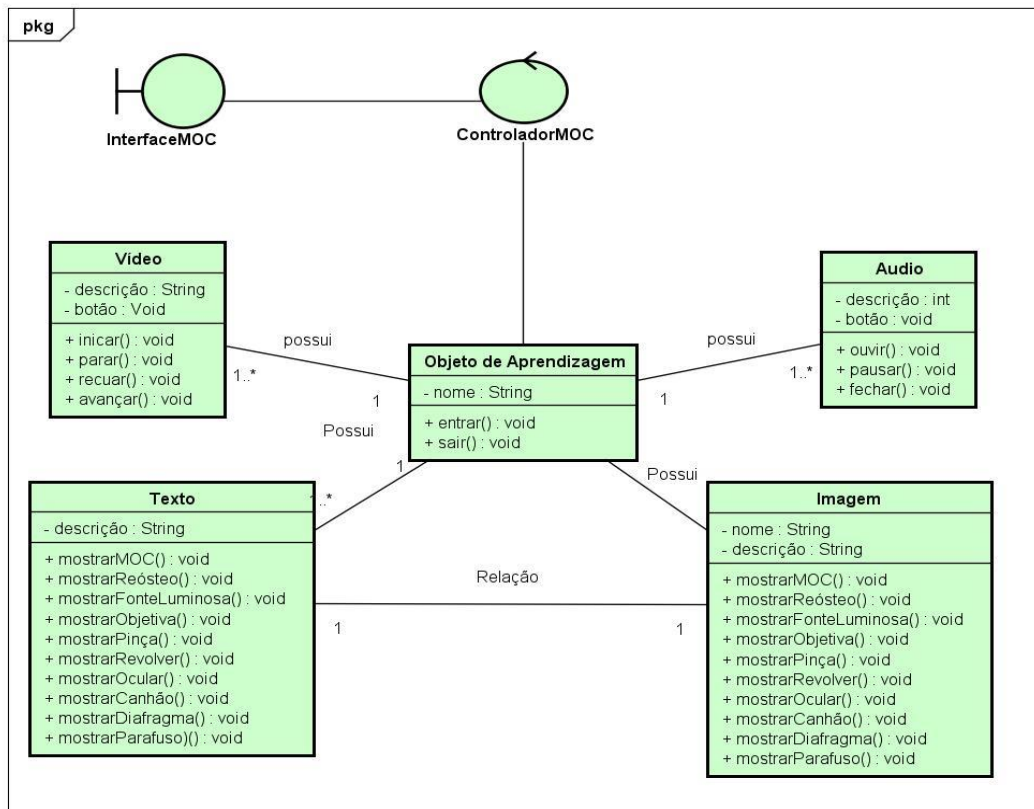 pkg
InterfaceMOC
ControladorMOC
Vídeo
- descrição : String
- botão : Void
+ inicar() : void
+ parar() : void
+ recuar() : void
+ avançar() : void
possui
1..*
1
Audio
- descrição : int
- botão : void
+ ouvir() : void
+ pausar() : void
+ fechar() : void
possui
1
1..*
Objeto de Aprendizagem
- nome : String
+ entrar() : void
+ sair() : void
Possui
1
1..*
Possui
Texto
- descrição : String
+ mostrarMOC() : void
+ mostrarReósteo() : void
+ mostrarFonteLuminosa() : void
+ mostrarObjetiva() : void
+ mostrarPinça() : void
+ mostrarRevolver() : void
+ mostrarOcular() : void
+ mostrarCanhão() : void
+ mostrarDiafragma() : void
+ mostrarParafuso)() : void
Relação
1
1
Imagem
- nome : String
- descrição : String
+ mostrarMOC() : void
+ mostrarReósteo() : void
+ mostrarFonteLuminosa() : void
+ mostrarObjetiva() : void
+ mostrarPinça() : void
+ mostrarRevolver() : void
+ mostrarOcular() : void
+ mostrarCanhão() : void
+ mostrarDiafragma() : void
+ mostrarParafuso() : void